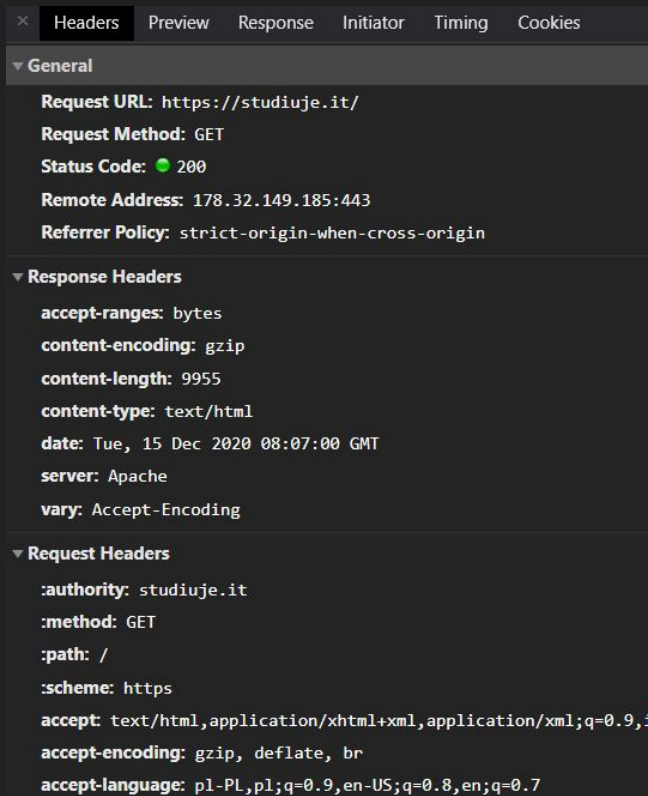 × Headers Preview Response Initiator Timing Cookies
▼ General
Request URL: https://studiuje.it/
Request Method: GET
Status Code: 200
Remote Address: 178.32.149.185:443
Referrer Policy: strict-origin-when-cross-origin
▼ Response Headers
accept-ranges: bytes
content-encoding: gzip
content-length: 9955
content-type: text/html
date: Tue, 15 Dec 2020 08:07:00 GMT
server: Apache
vary: Accept-Encoding
▼ Request Headers
:authority: studiuje.it
:method: GET
:path: /
:scheme: https
accept: text/html,application/xhtml+xml,application/xml;q=0.9,i
accept-encoding: gzip, deflate, br
accept-language: pl-PL,pl;q=0.9,en-US;q=0.8,en;q=0.7